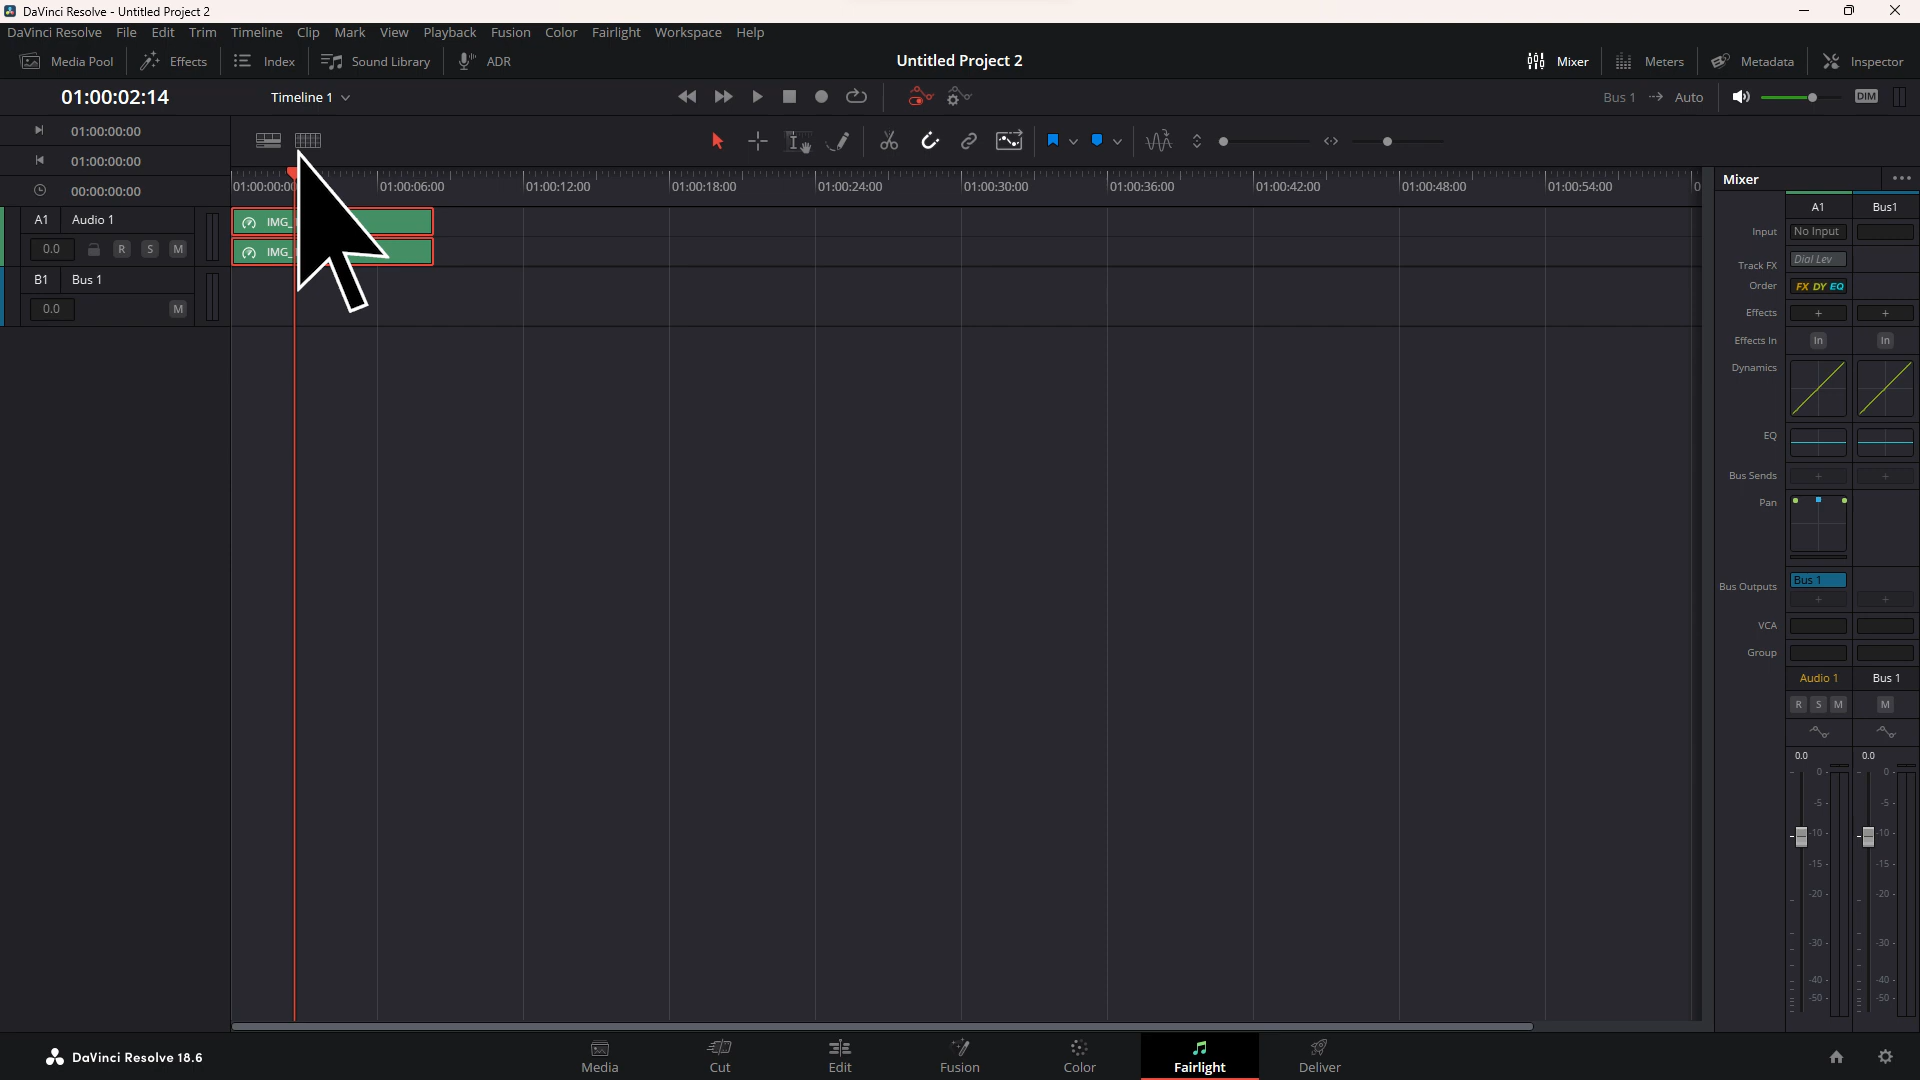 DaVinci Resolve - Untitled Project 2
DaVinci Resolve File Edit Trim Timeline Clip Mark View Playback Fusion Color Fairlight Workspace Help
Media Pool Effects Index Sound Library ADR Untitled Project 2 Mixer Meters Metadata Inspector
01:00:02:14 Timeline 1 Bus 1 Auto DIM
01:00:00:00
01:00:00:00
00:00:00:00
01:00:00:00 01:00:06:00 01:00:12:00 01:00:18:00 01:00:24:00 01:00:30:00 01:00:36:00 01:00:42:00 01:00:48:00 01:00:54:00 0
A1 Audio 1
0.0 R S M
IMG_
IMG_
B1 Bus 1
0.0 M
Mixer
A1 Bus1
Input No Input
Track FX Dial Lev
Order FX DY EQ
Effects + +
Effects In In In
Dynamics
EQ
Bus Sends + +
Pan
Bus Outputs Bus 1
+ +
VCA
Group
Audio 1 Bus 1
R S M M
0.0 0.0
0- 0-
-5- -5-
-10- -10-
-15- -15-
-20- -20-
-30- -30-
-40- -40-
-50- -50-
DaVinci Resolve 18.6
Media Cut Edit Fusion Color Fairlight Deliver